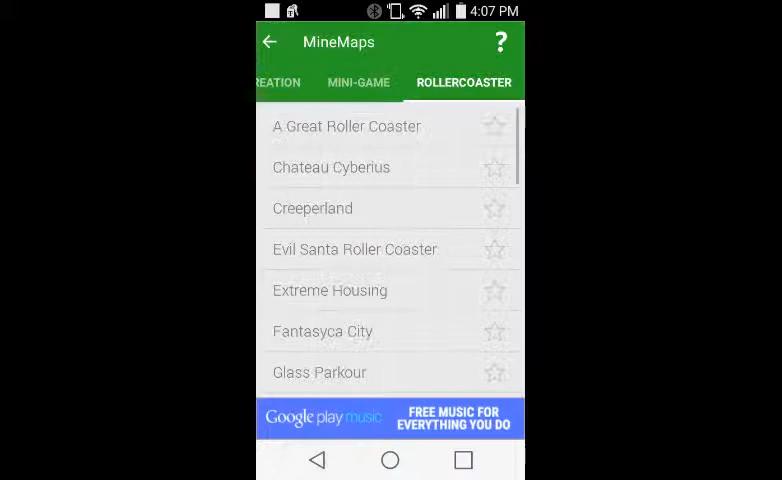 4:07 PM
MineMaps
?
REATION MINI-GAME ROLLERCOASTER
A Great Roller Coaster
Chateau Cyberius
Creeperland
Evil Santa Roller Coaster
Extreme Housing
Fantasyca City
Glass Parkour
Google play music
FREE MUSIC FOR
EVERYTHING YOU DO